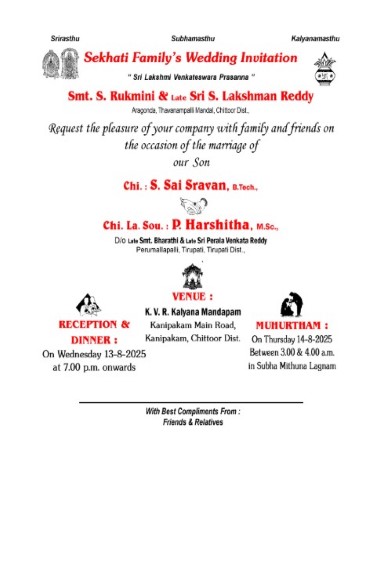 Srirasthu Subhamasthu Kalyanamasthu
Sekhati Family's Wedding Invitation
" Sri Lakshmi Venkateswara Prasanna "
Smt. S. Rukmini & Late Sri S. Lakshman Reddy
Aragonda, Thavanampalli Mandal, Chittoor Dist.,
Request the pleasure of your company with family and friends on
the occasion of the marriage of
our Son
Chi. : S. Sai Sravan, B.Tech.,
Chi. La. Sou. : P. Harshitha, M.Sc.,
D/o Late Smt. Bharathi & Late Sri Perala Venkata Reddy
Perumallapalli, Tirupati, Tirupati Dist.,
VENUE :
K. V. R. Kalyana Mandapam
Kanipakam Main Road,
Kanipakam, Chittoor Dist.
RECEPTION &
DINNER :
On Wednesday 13-8-2025
at 7.00 p.m. onwards
MUHURTHAM :
On Thursday 14-8-2025
Between 3.00 & 4.00 a.m.
in Subha Mithuna Lagnam
With Best Compliments From :
Friends & Relatives